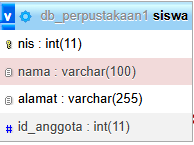 v db_perpustakaan1 siswa
nis : int(11)
nama : varchar(100)
alamat : varchar(255)
# id_anggota : int(11)